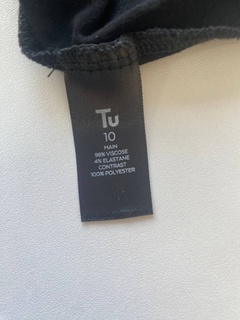 Tu
10
MAIN
96% VISCOSE
4% ELASTANE
CONTRAST
100% POLYESTER